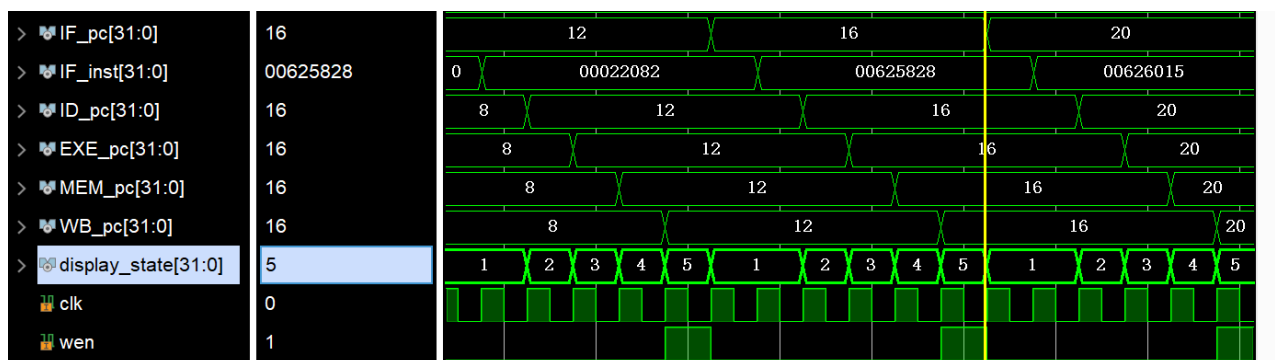 IF_pc[31:0] 16 12 16 20
IF_inst[31:0] 00625828 0 00022082 00625828 00626015
ID_pc[31:0] 16 8 12 16 20
EXE_pc[31:0] 16 8 12 16 20
MEM_pc[31:0] 16 8 12 16 20
WB_pc[31:0] 16 8 12 16 20
display_state[31:0] 5 1 2 3 4 5 1 2 3 4 5 1 2 3 4 5
clk 0
wen 1